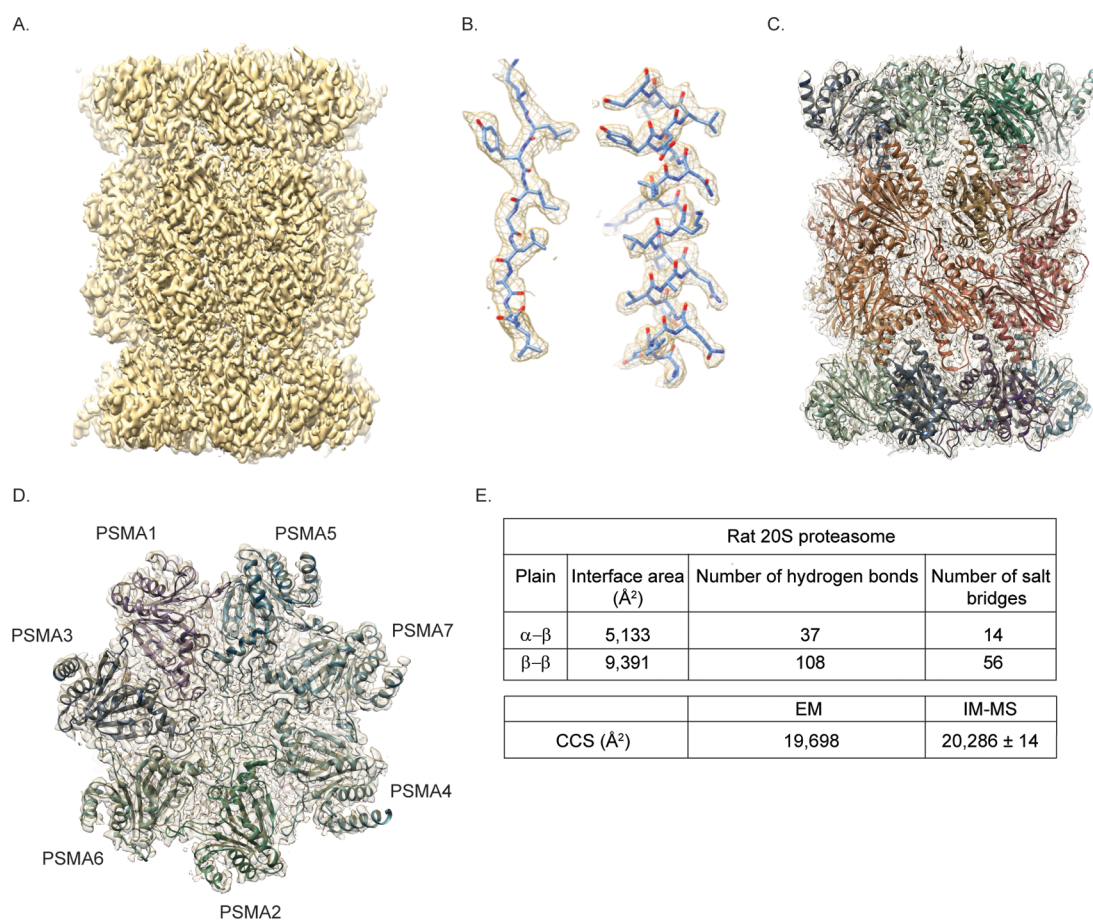 A.
B.
C.
D.
PSMA1
PSMA5
PSMA3
PSMA7
PSMA4
PSMA6
PSMA2
E.
Rat 20S proteasome
Plain Interface area (Å²) Number of hydrogen bonds Number of salt bridges
α–β 5,133 37 14
β–β 9,391 108 56
EM IM-MS
CCS (Å²) 19,698 20,286 ± 14